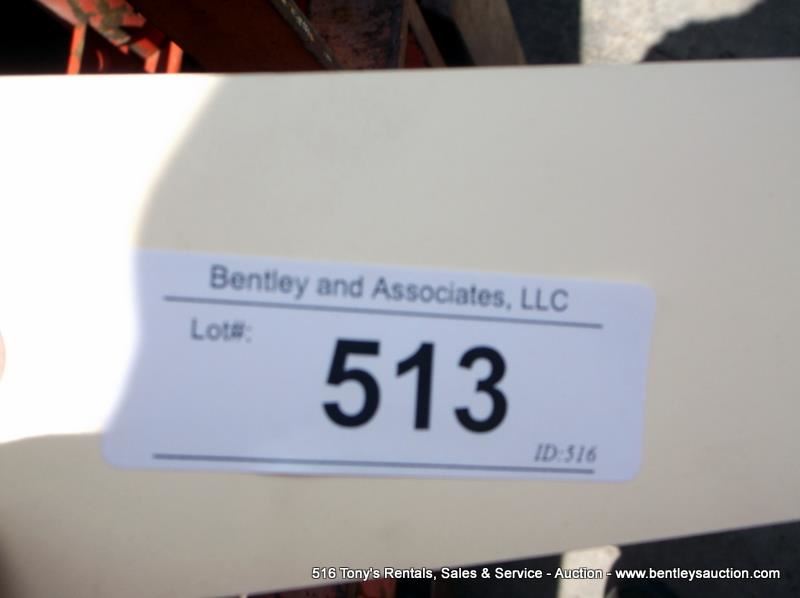 Bentley and Associates, LLC
Lot#:
513
ID:516
516 Tony's Rentals, Sales & Service - Auction - www.bentleysauction.com